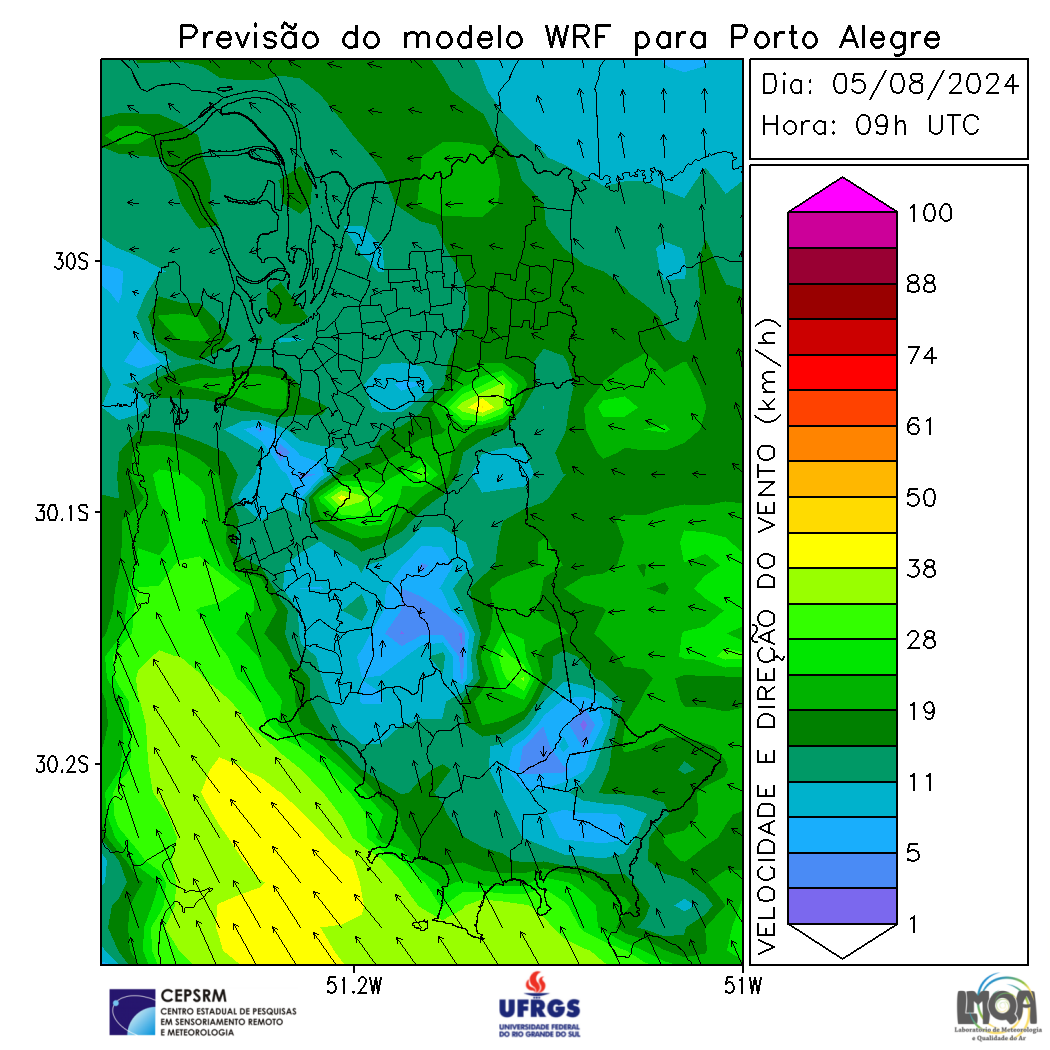 Previsão do modelo WRF para Porto Alegre
Dia: 05/08/2024
Hora: 09h UTC
30S
30.1S
30.2S
51.2W
51W
VELOCIDADE E DIREÇÃO DO VENTO (km/h)
100
88
74
61
50
38
28
19
11
5
1
CEPSRM
CENTRO ESTADUAL DE PESQUISAS
EM SENSORIAMENTO REMOTO
E METEOROLOGIA
UFRGS
UNIVERSIDADE FEDERAL
DO RIO GRANDE DO SUL
LMQA
Laboratório de Meteorologia
e Qualidade do Ar